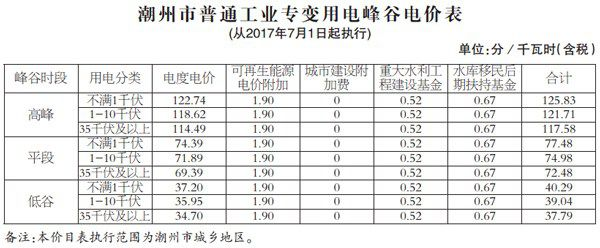 潮州市普通工业专变用电峰谷电价表
(从2017年7月1日起执行)
单位:分/千瓦时(含税)
峰谷时段 用电分类 电度电价 可再生能源电价附加 城市建设附加费 重大水利工程建设基金 水库移民后期扶持基金 合计
高峰 不满1千伏 122.74 1.90 0 0.52 0.67 125.83
1-10千伏 118.62 1.90 0 0.52 0.67 121.71
35千伏及以上 114.49 1.90 0 0.52 0.67 117.58
平段 不满1千伏 74.39 1.90 0 0.52 0.67 77.48
1-10千伏 71.89 1.90 0 0.52 0.67 74.98
35千伏及以上 69.39 1.90 0 0.52 0.67 72.48
低谷 不满1千伏 37.20 1.90 0 0.52 0.67 40.29
1-10千伏 35.95 1.90 0 0.52 0.67 39.04
35千伏及以上 34.70 1.90 0 0.52 0.67 37.79
备注:本价目表执行范围为潮州市城乡地区。